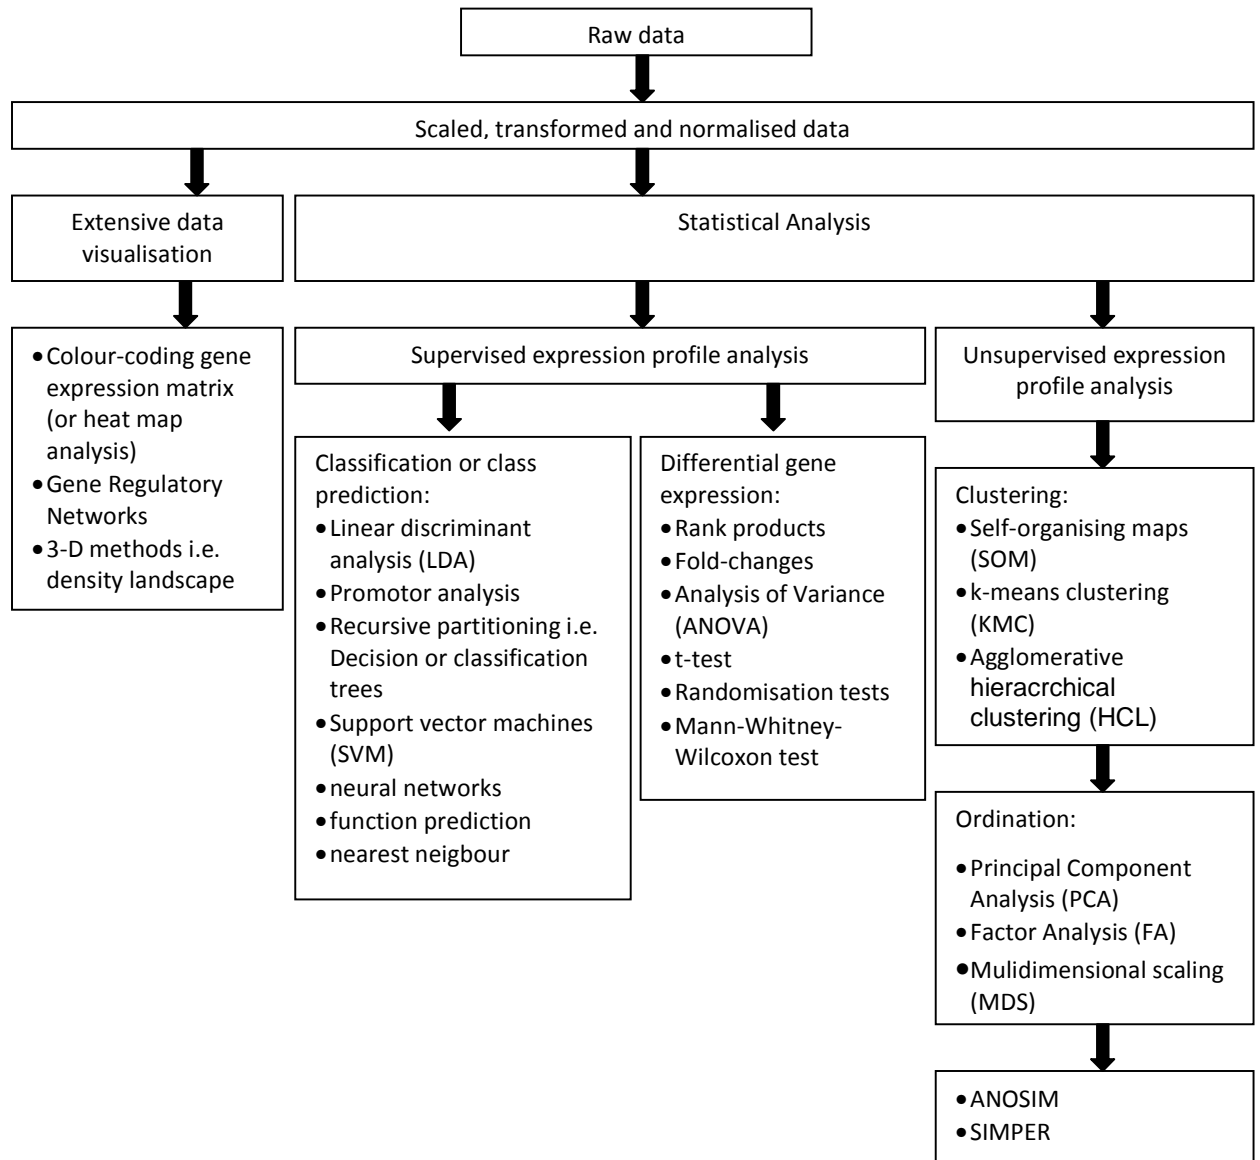 Raw data
Scaled, transformed and normalised data
Extensive data
visualisation
Statistical Analysis
•Colour-coding gene
expression matrix
(or heat map
analysis)
•Gene Regulatory
Networks
•3-D methods i.e.
density landscape
Supervised expression profile analysis
Unsupervised expression
profile analysis
Classification or class
prediction:
•Linear discriminant
analysis (LDA)
•Promotor analysis
•Recursive partitioning i.e.
Decision or classification
trees
•Support vector machines
(SVM)
•neural networks
•function prediction
•nearest neigbour
Differential gene
expression:
•Rank products
•Fold-changes
•Analysis of Variance
(ANOVA)
•t-test
•Randomisation tests
•Mann-Whitney-
Wilcoxon test
Clustering:
•Self-organising maps
(SOM)
•k-means clustering
(KMC)
•Agglomerative
hieracrchical
clustering (HCL)
Ordination:
•Principal Component
Analysis (PCA)
•Factor Analysis (FA)
•Mulidimensional scaling
(MDS)
•ANOSIM
•SIMPER